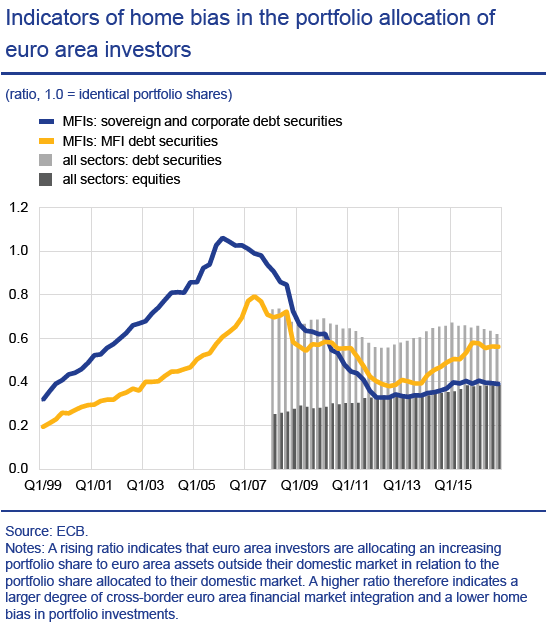 Indicators of home bias in the portfolio allocation of
euro area investors
(ratio, 1.0 = identical portfolio shares)
MFIs: sovereign and corporate debt securities
MFIs: MFI debt securities
all sectors: debt securities
all sectors: equities
1.2
1.0
0.8
0.6
0.4
0.2
0.0
Q1/99 Q1/01 Q1/03 Q1/05 Q1/07 Q1/09 Q1/11 Q1/13 Q1/15
Source: ECB.
Notes: A rising ratio indicates that euro area investors are allocating an increasing
portfolio share to euro area assets outside their domestic market in relation to the
portfolio share allocated to their domestic market. A higher ratio therefore indicates a
larger degree of cross-border euro area financial market integration and a lower home
bias in portfolio investments.